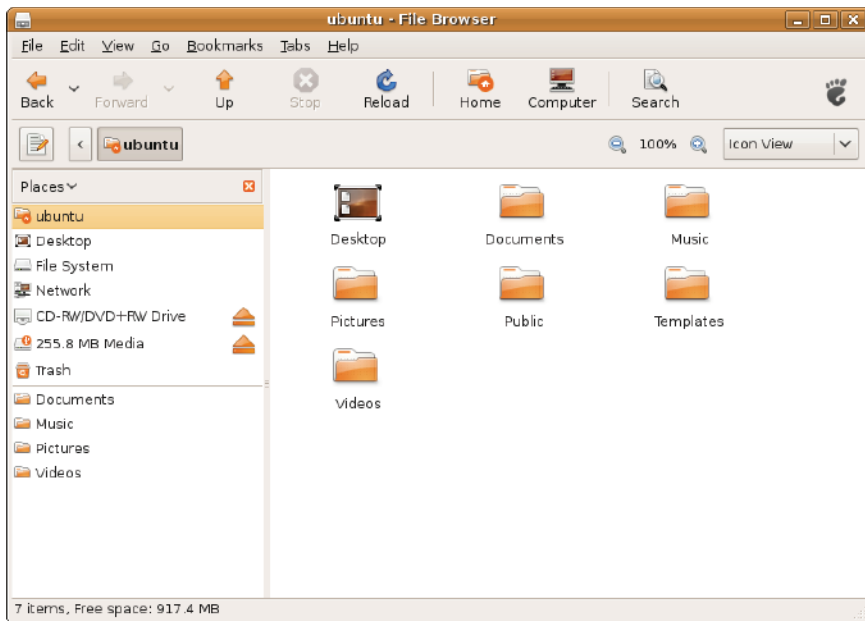 ubuntu - File Browser
File Edit View Go Bookmarks Tabs Help
Back Forward Up Stop Reload Home Computer Search
ubuntu 100% Icon View
Places
ubuntu
Desktop
File System
Network
CD-RW/DVD+RW Drive
255.8 MB Media
Trash
Documents
Music
Pictures
Videos
Desktop Documents Music
Pictures Public Templates
Videos
7 items, Free space: 917.4 MB